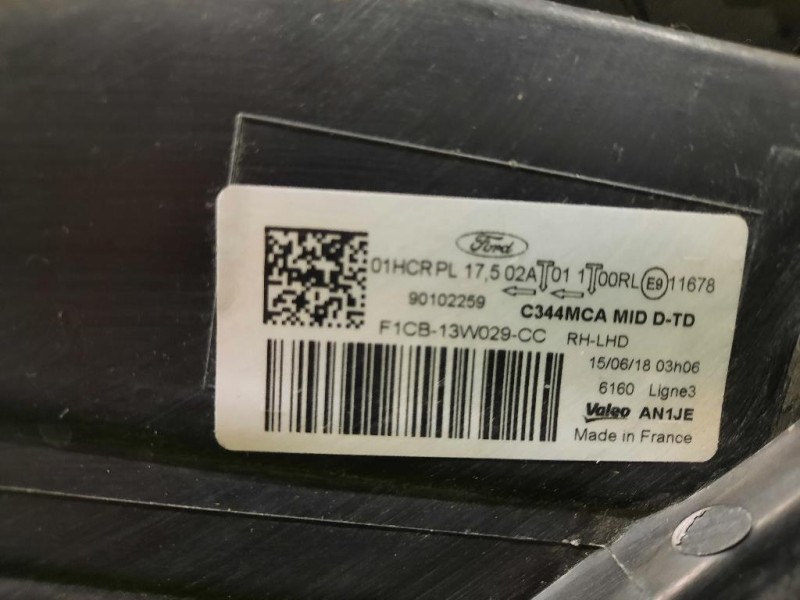 Ford
01HCR PL 17,5 02A 01 1 00RL E9 11678
90102259
C344MCA MID D-TD
F1CB-13W029-CC RH-LHD
15/06/18 03h06
6160 Ligne3
Valeo AN1JE
Made in France